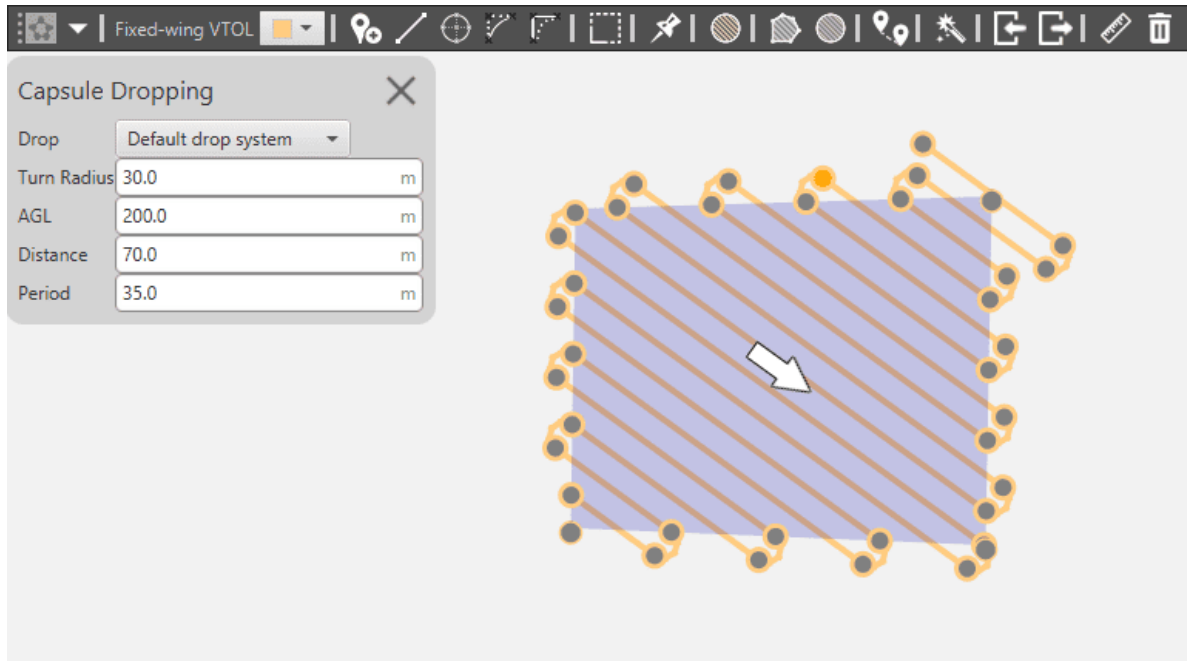 Fixed-wing VTOL
Capsule Dropping
Drop Default drop system
Turn Radius 30.0 m
AGL 200.0 m
Distance 70.0 m
Period 35.0 m